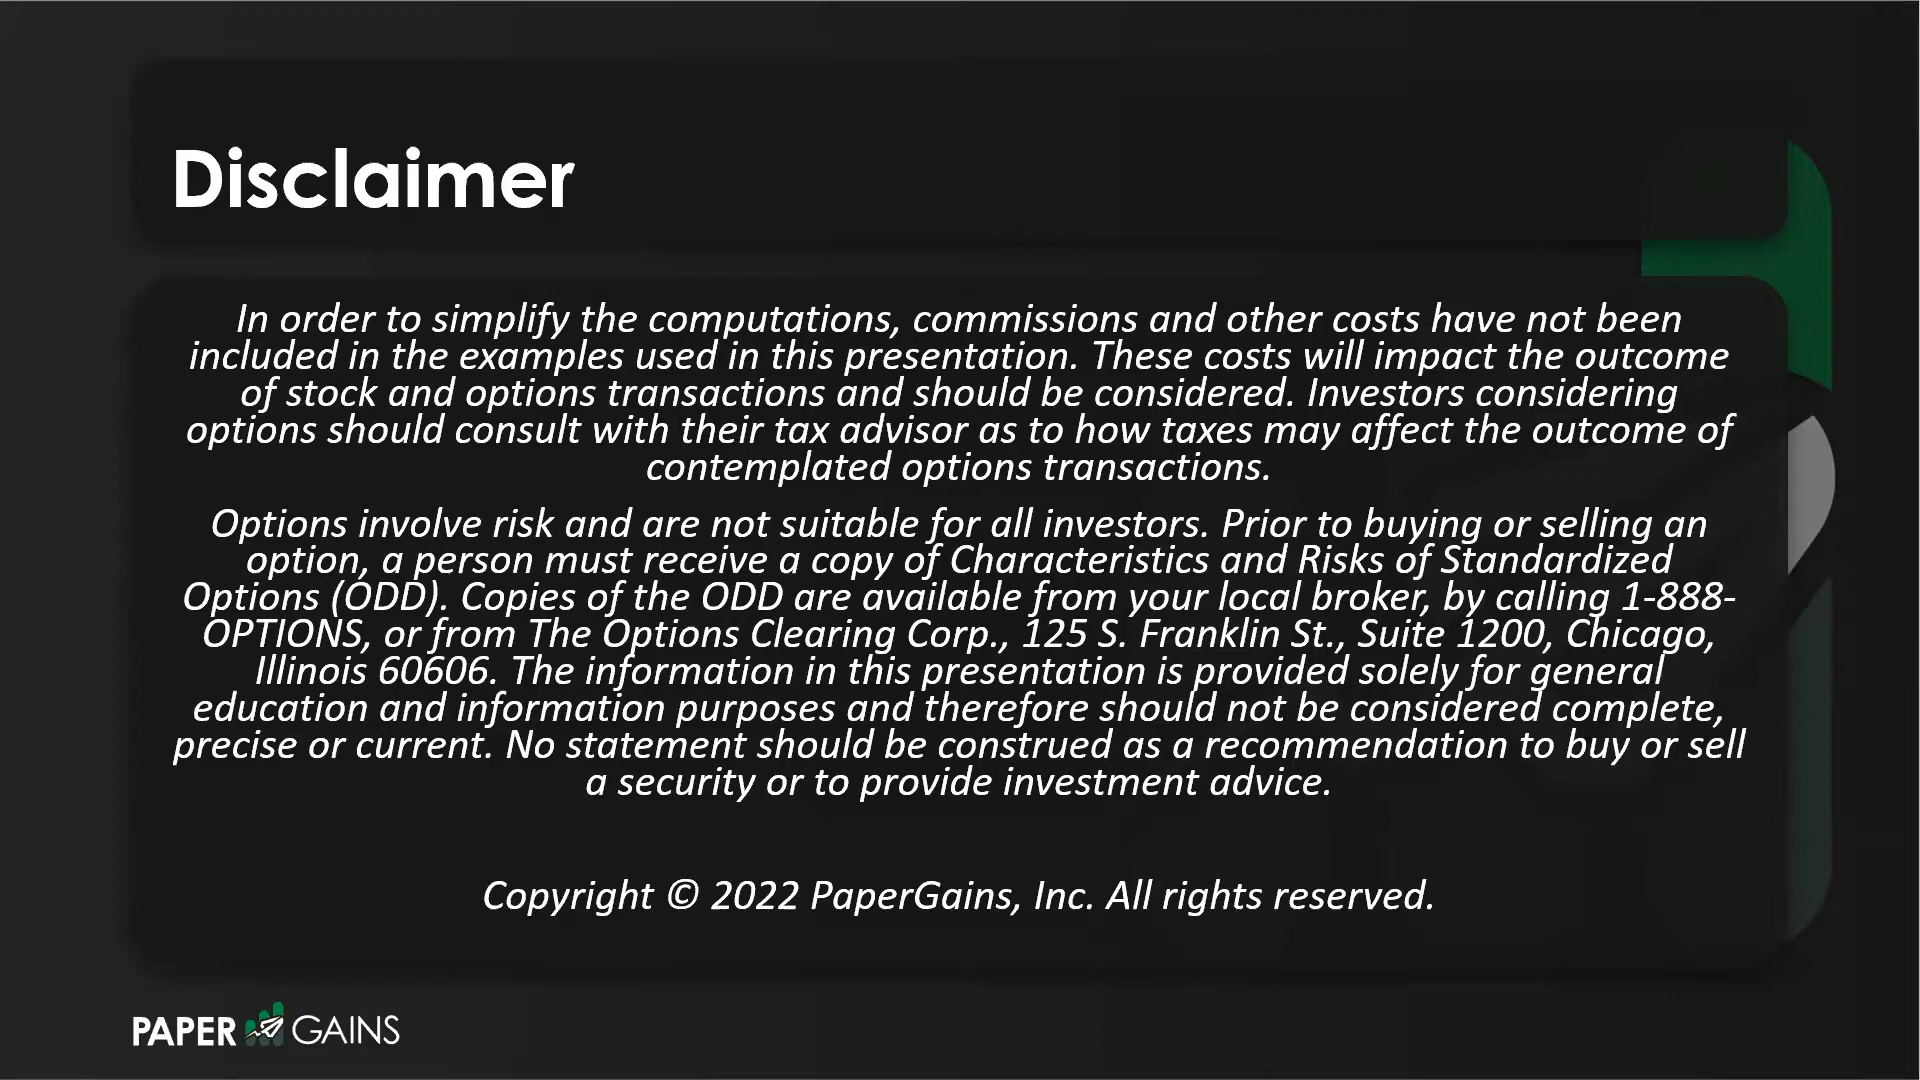 Disclaimer
In order to simplify the computations, commissions and other costs have not been
included in the examples used in this presentation. These costs will impact the outcome
of stock and options transactions and should be considered. Investors considering
options should consult with their tax advisor as to how taxes may affect the outcome of
contemplated options transactions.
Options involve risk and are not suitable for all investors. Prior to buying or selling an
option, a person must receive a copy of Characteristics and Risks of Standardized
Options (ODD). Copies of the ODD are available from your local broker, by calling 1-888-
OPTIONS, or from The Options Clearing Corp., 125 S. Franklin St., Suite 1200, Chicago,
Illinois 60606. The information in this presentation is provided solely for general
education and information purposes and therefore should not be considered complete,
precise or current. No statement should be construed as a recommendation to buy or sell
a security or to provide investment advice.
Copyright © 2022 PaperGains, Inc. All rights reserved.
PAPER GAINS